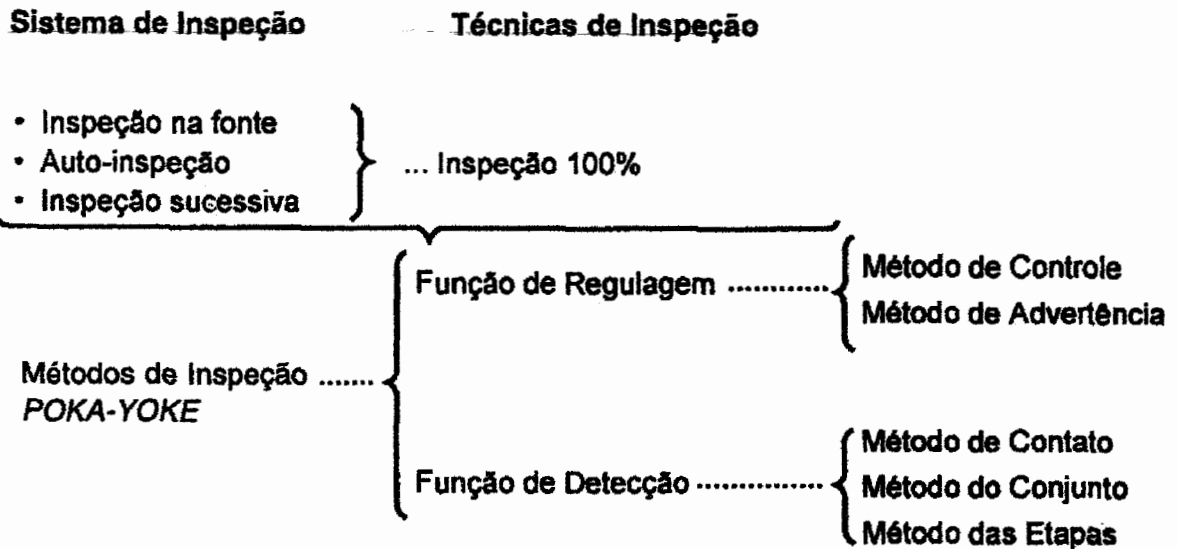 Sistema de Inspeção
Técnicas de Inspeção
• Inspeção na fonte
• Auto-inspeção
• Inspeção sucessiva
... Inspeção 100%
Função de Regulagem ............
Método de Controle
Método de Advertência
Métodos de Inspeção .......
POKA-YOKE
Função de Detecção ...............
Método de Contato
Método do Conjunto
Método das Etapas